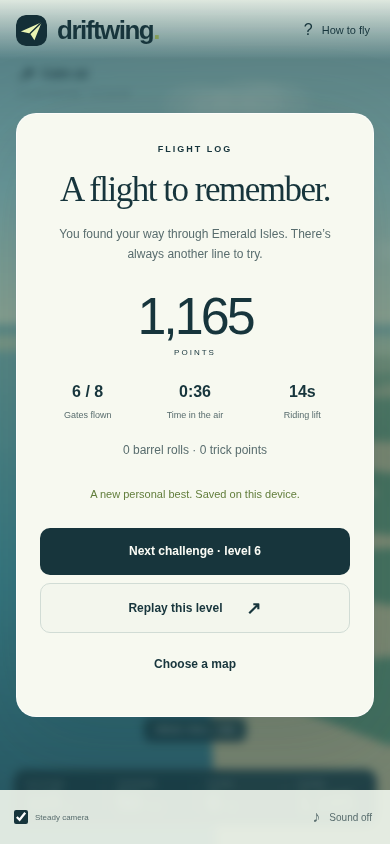 driftwing.
? How to fly
FLIGHT LOG
A flight to remember.
You found your way through Emerald Isles. There's
always another line to try.
1,165
POINTS
6 / 8
0:36
14s
Gates flown
Time in the air
Riding lift
0 barrel rolls · 0 trick points
A new personal best. Saved on this device.
Next challenge · level 6
Replay this level ↗
Choose a map
Steady camera
♪ Sound off